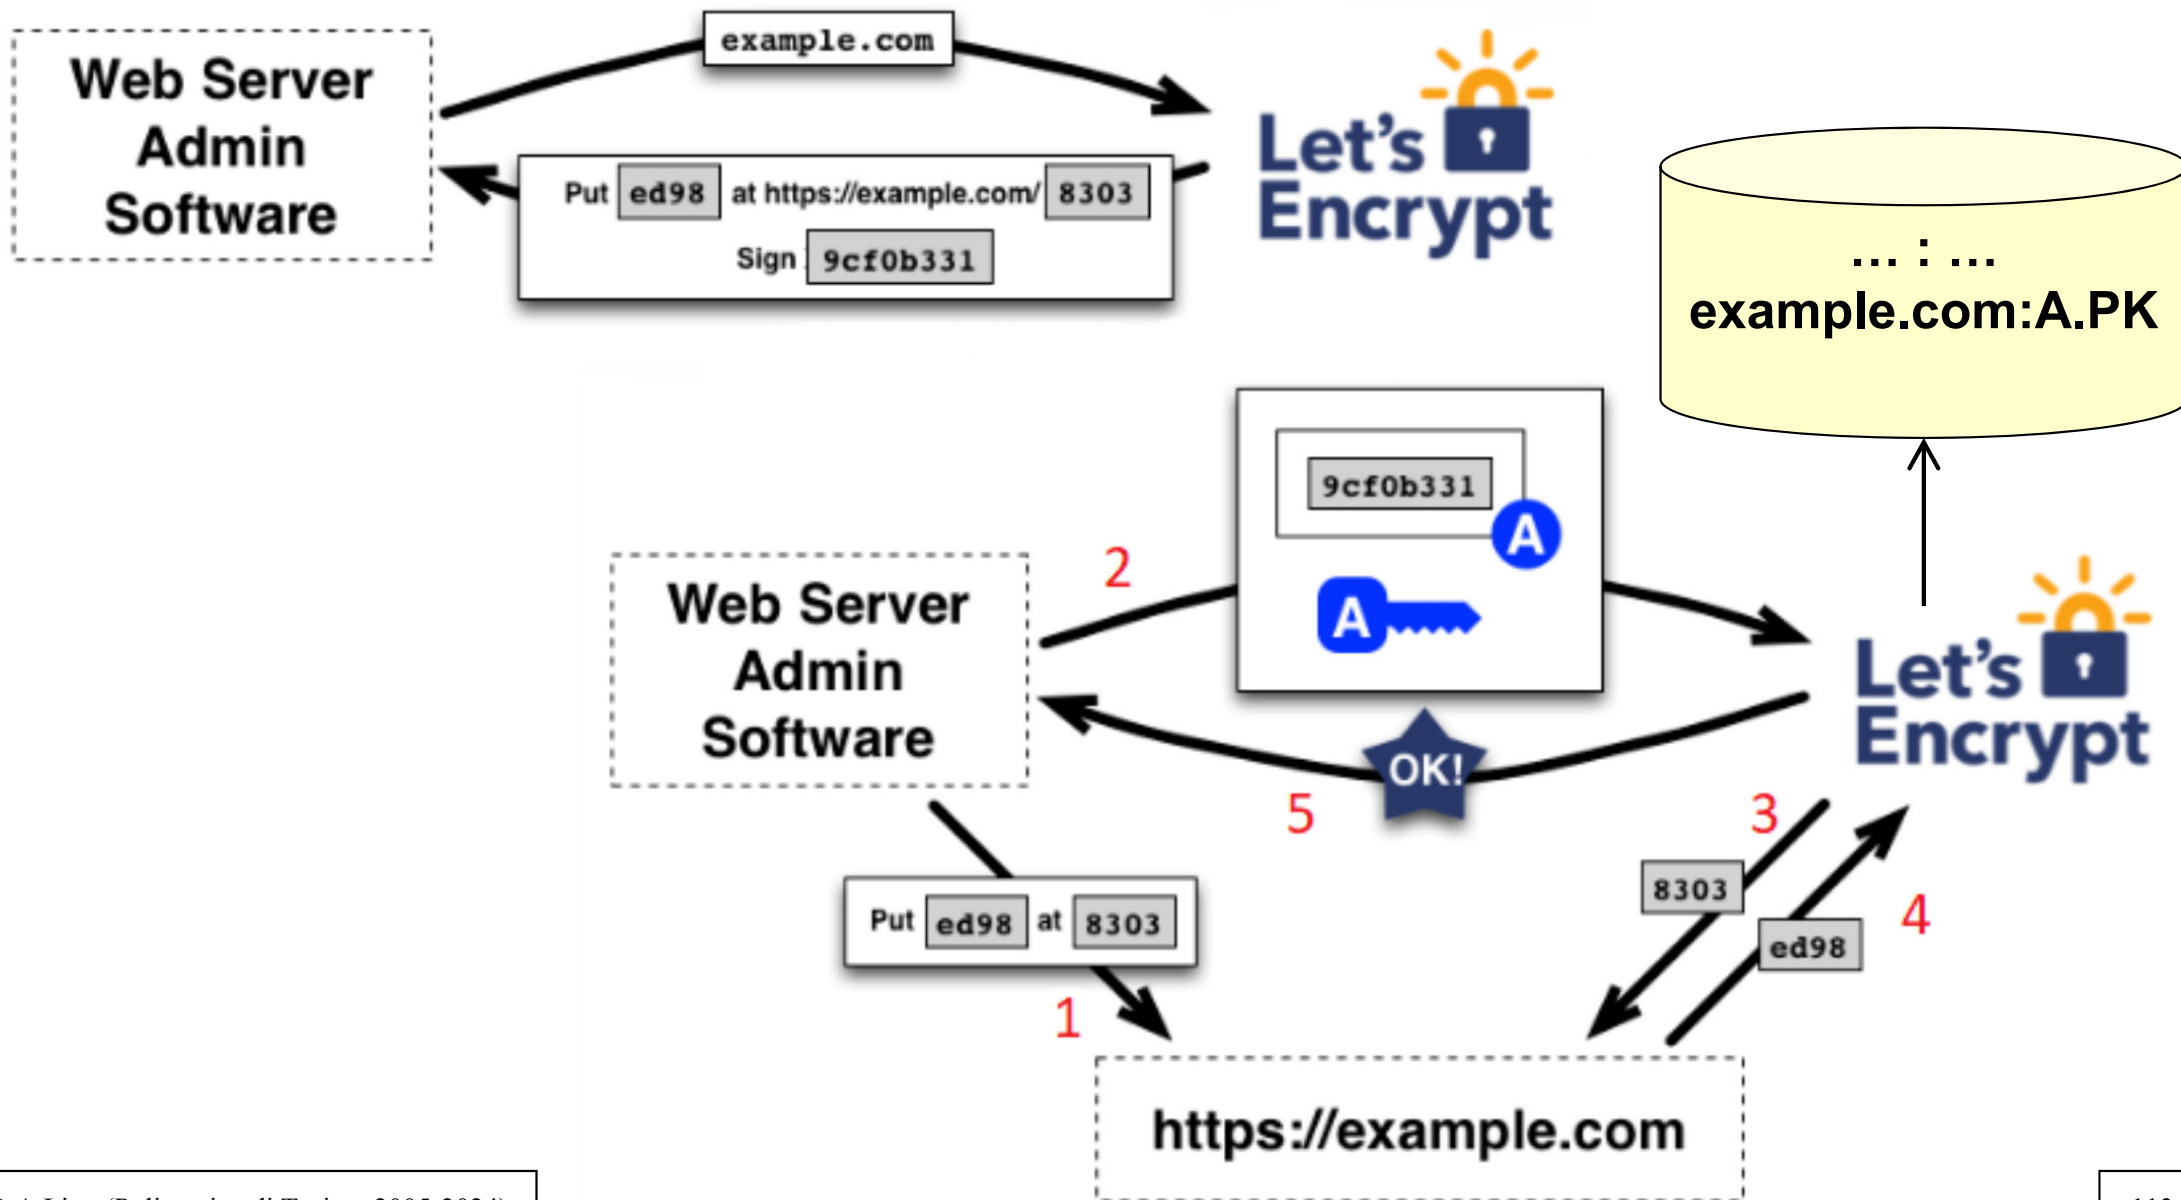 example.com
Web Server
Admin
Software
Let's
Encrypt
Put ed98 at https://example.com/ 8303
Sign 9cf0b331
... : ...
example.com:A.PK
9cf0b331
A
A
2
Web Server
Admin
Software
Let's
Encrypt
OK!
5
3
8303
4
ed98
Put ed98 at 8303
1
https://example.com